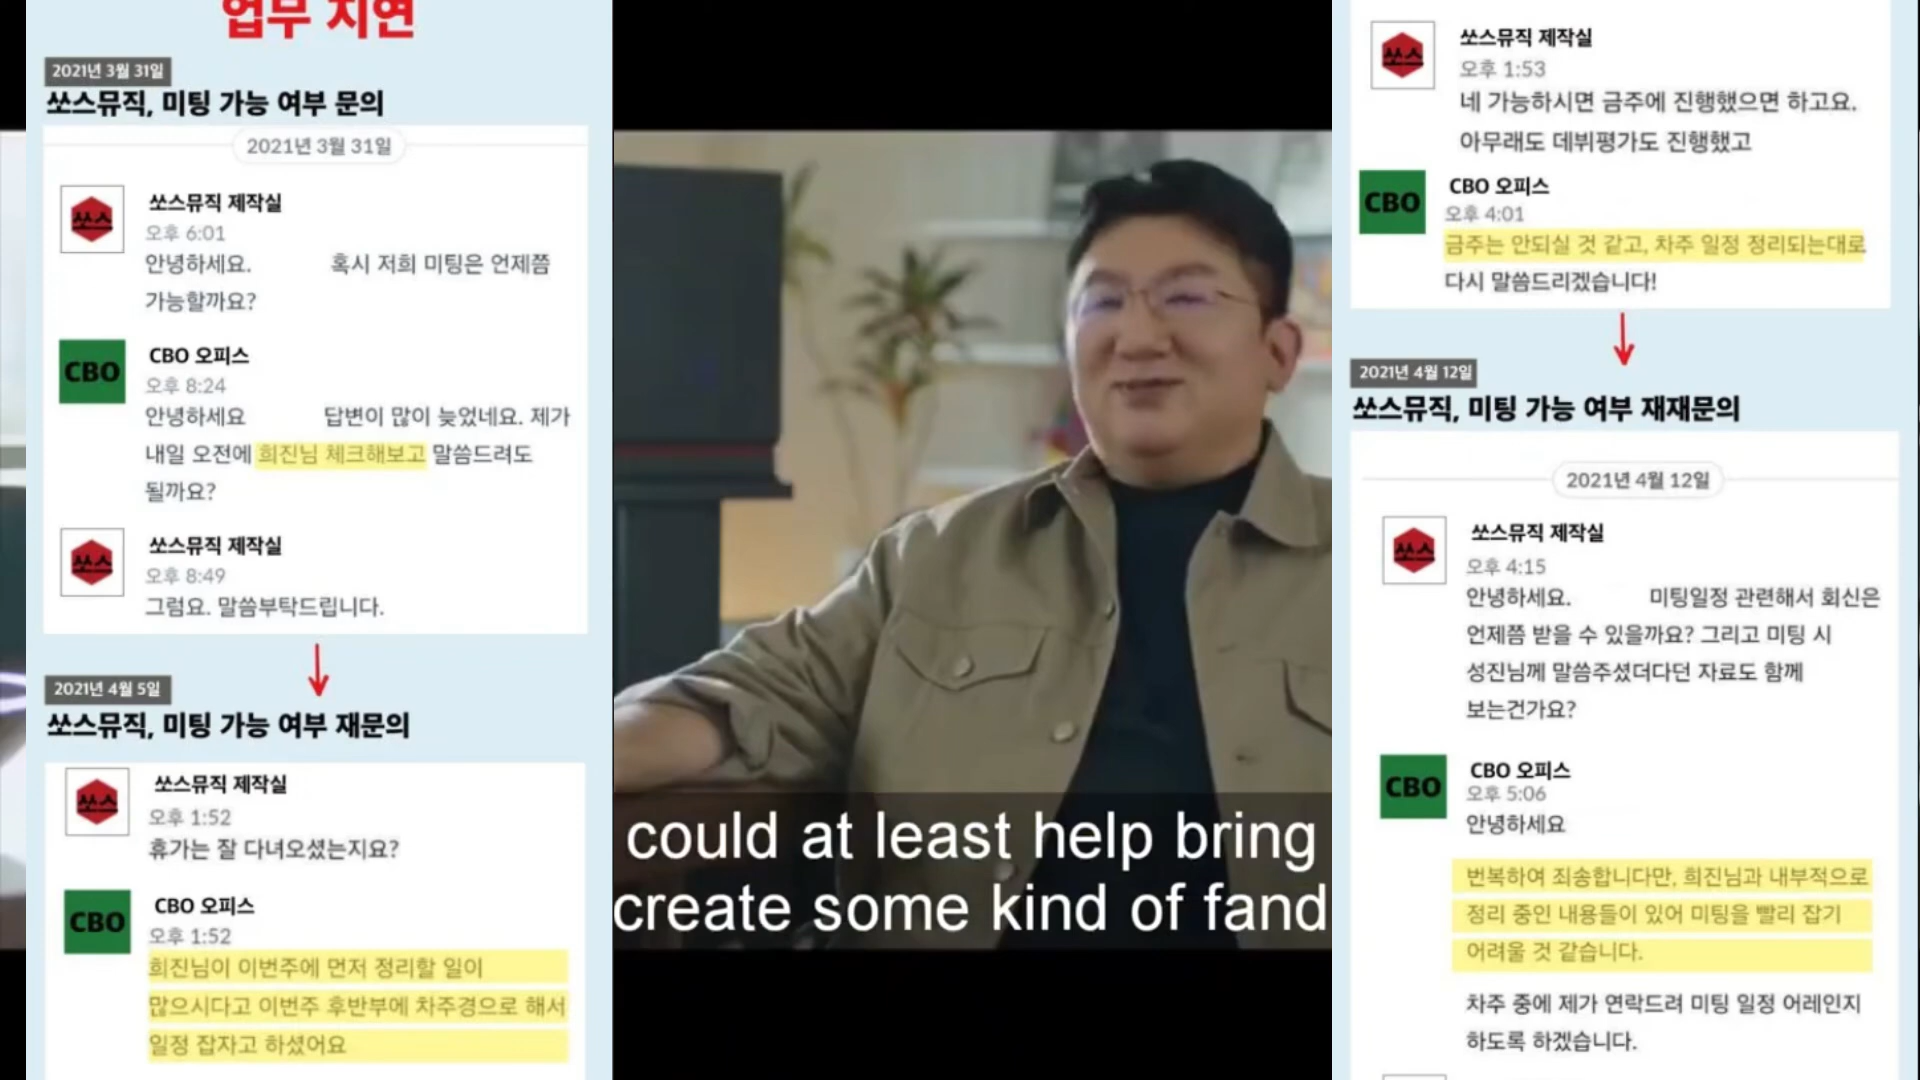 업무 지연
2021년 3월 31일
쏘스뮤직, 미팅 가능 여부 문의
2021년 3월 31일
쏘스
쏘스뮤직 제작실
오후 6:01
안녕하세요. 혹시 저희 미팅은 언제쯤
가능할까요?
CBO
CBO 오피스
오후 8:24
안녕하세요 답변이 많이 늦었네요. 제가
내일 오전에 희진님 체크해보고 말씀드려도
될까요?
쏘스
쏘스뮤직 제작실
오후 8:49
그럼요. 말씀부탁드립니다.
2021년 4월 5일
쏘스뮤직, 미팅 가능 여부 재문의
쏘스
쏘스뮤직 제작실
오후 1:52
휴가는 잘 다녀오셨는지요?
CBO
CBO 오피스
오후 1:52
희진님이 이번주에 먼저 정리할 일이
많으시다고 이번주 후반부에 차주경으로 해서
일정 잡자고 하셨어요
could at least help bring
create some kind of fand
쏘스
쏘스뮤직 제작실
오후 1:53
네 가능하시면 금주에 진행했으면 하고요.
아무래도 데뷔평가도 진행했고
CBO
CBO 오피스
오후 4:01
금주는 안되실 것 같고, 차주 일정 정리되는대로
다시 말씀드리겠습니다!
2021년 4월 12일
쏘스뮤직, 미팅 가능 여부 재재문의
2021년 4월 12일
쏘스
쏘스뮤직 제작실
오후 4:15
안녕하세요. 미팅일정 관련해서 회신은
언제쯤 받을 수 있을까요? 그리고 미팅 시
성진님께 말씀주셨더다던 자료도 함께
보는건가요?
CBO
CBO 오피스
오후 5:06
안녕하세요
번복하여 죄송합니다만, 희진님과 내부적으로
정리 중인 내용들이 있어 미팅을 빨리 잡기
어려울 것 같습니다.
차주 중에 제가 연락드려 미팅 일정 어레인지
하도록 하겠습니다.